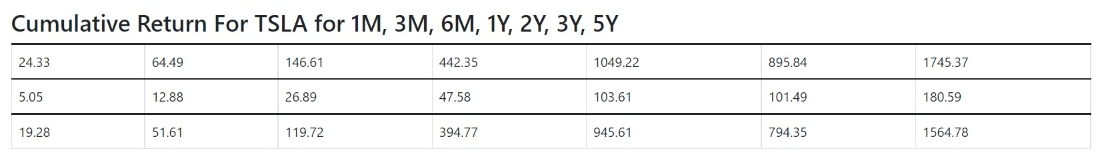 Cumulative Return For TSLA for 1M, 3M, 6M, 1Y, 2Y, 3Y, 5Y
24.33 64.49 146.61 442.35 1049.22 895.84 1745.37
5.05 12.88 26.89 47.58 103.61 101.49 180.59
19.28 51.61 119.72 394.77 945.61 794.35 1564.78